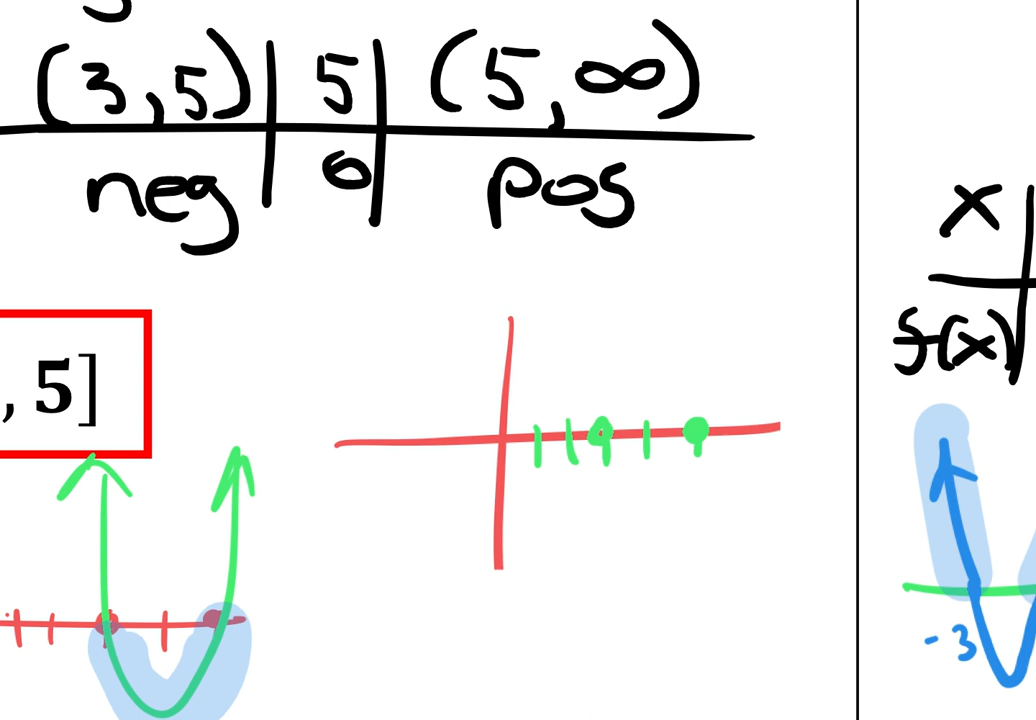 (3,5) | 5 | (5,∞)
neg | 0 | pos
x
f(x)
, 5]
-3